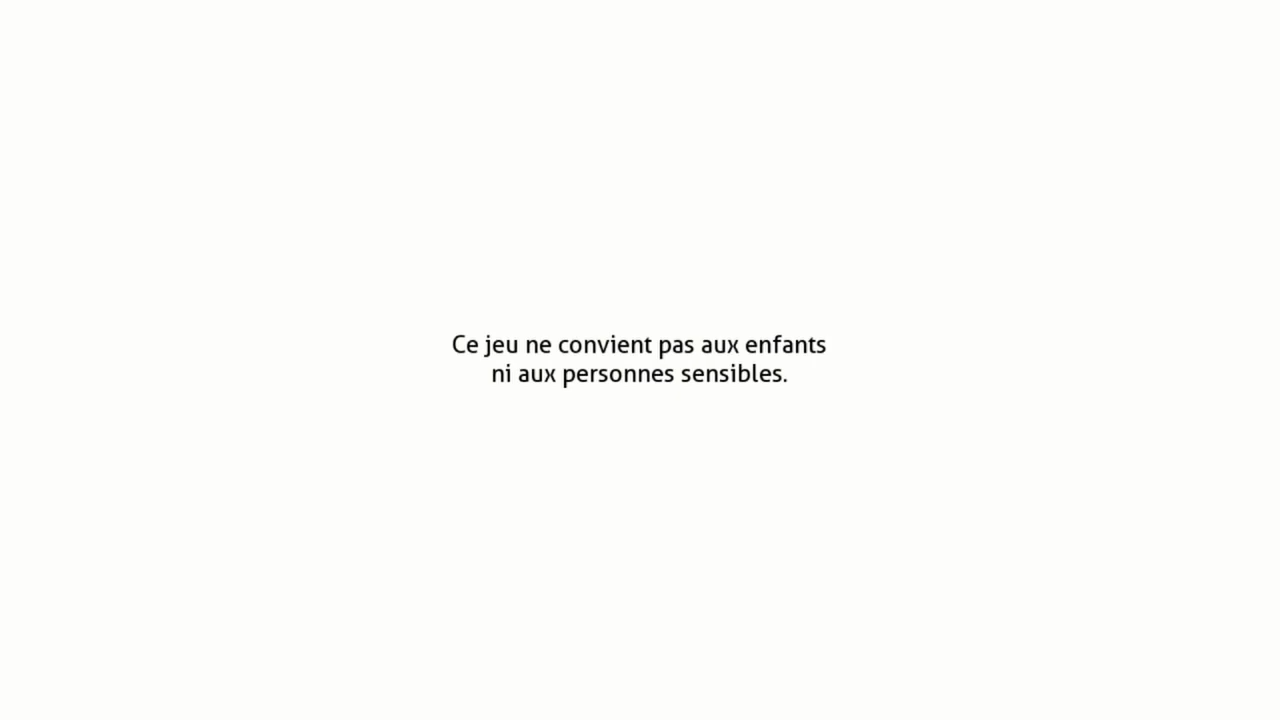 Ce jeu ne convient pas aux enfants
ni aux personnes sensibles.